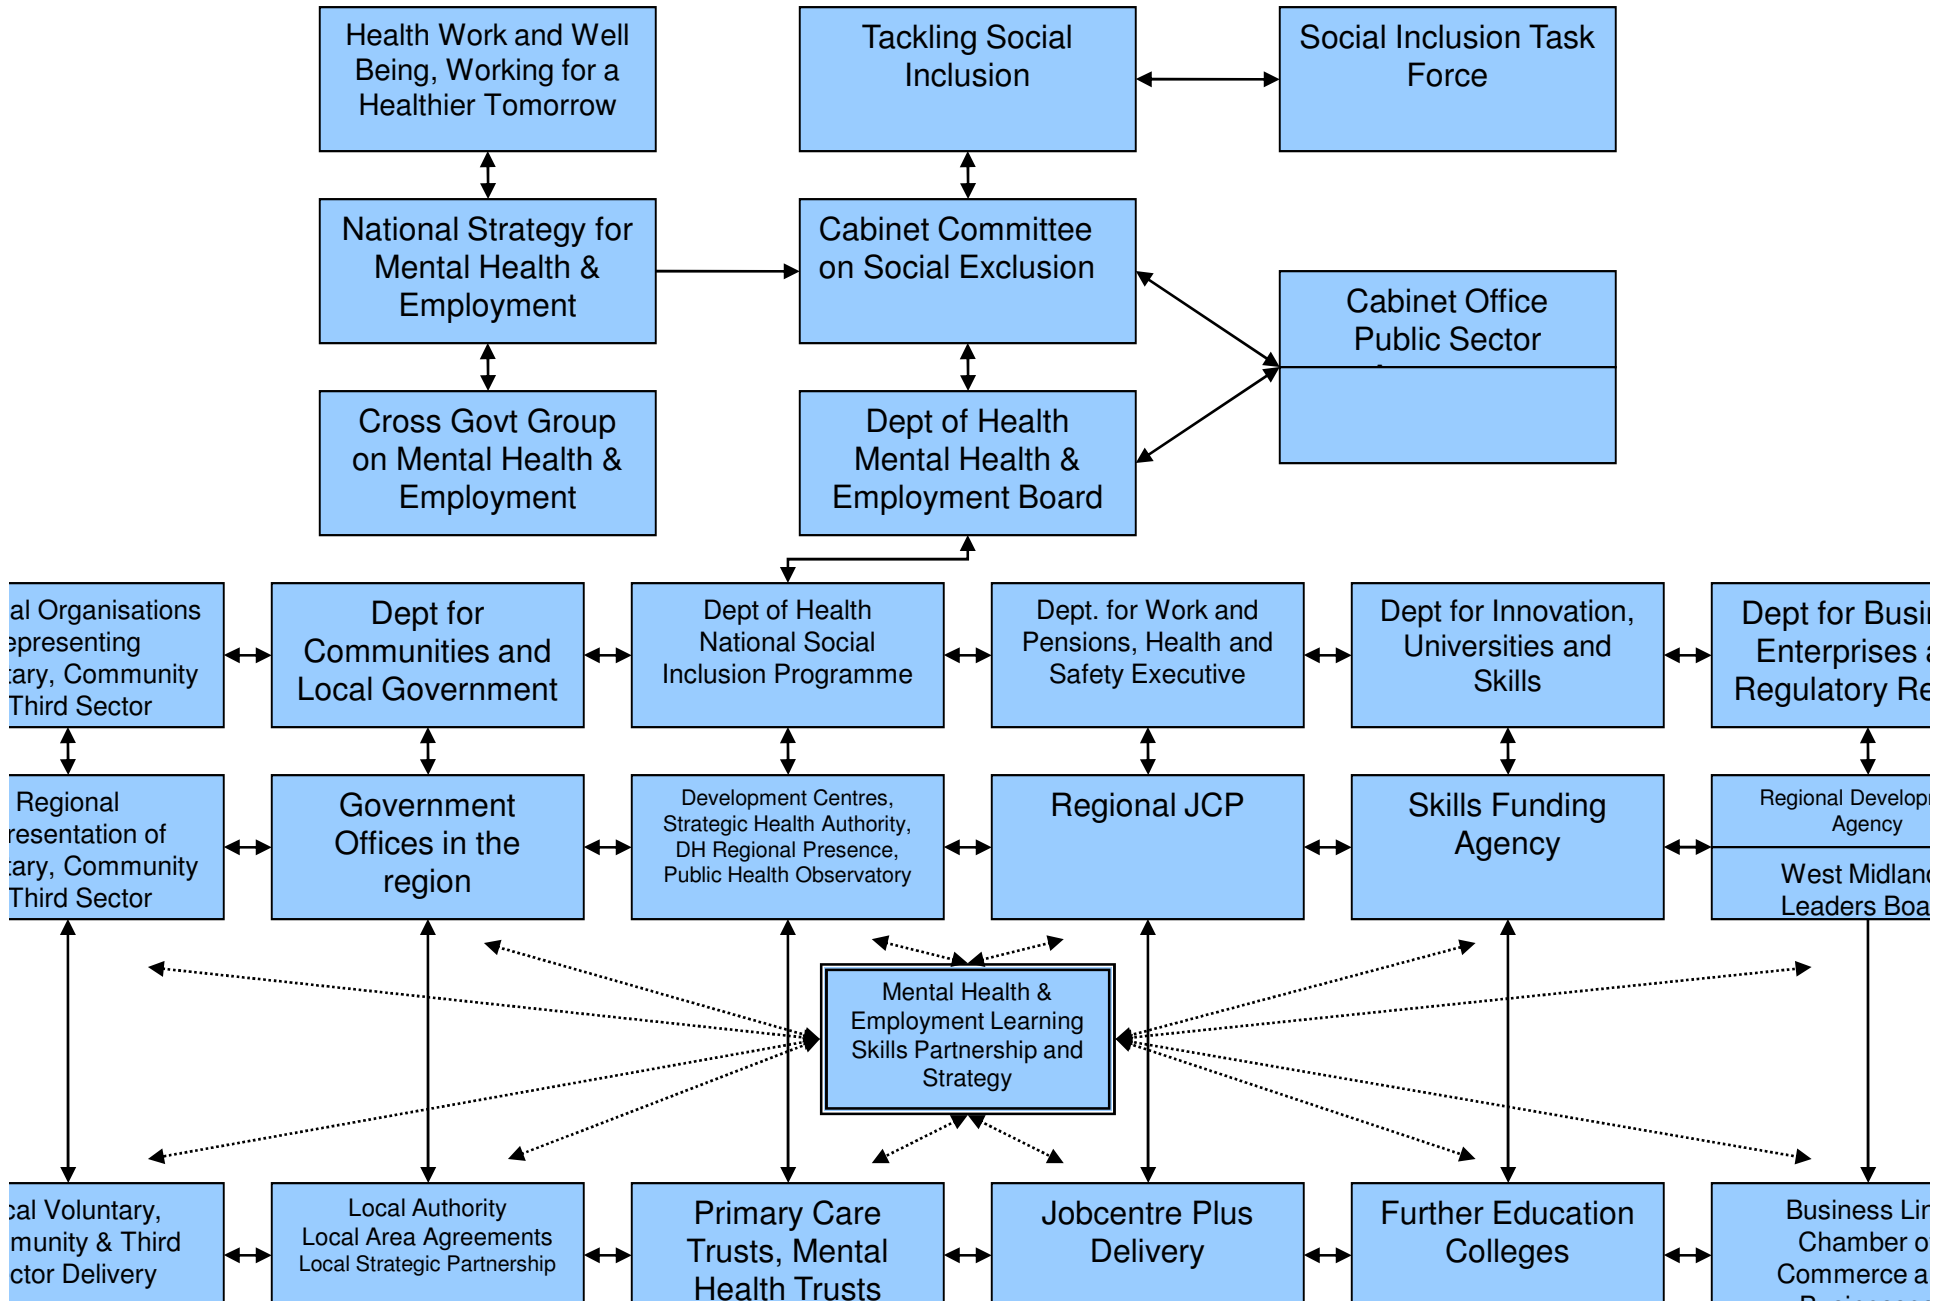 Health Work and Well
Being, Working for a
Healthier Tomorrow
Tackling Social
Inclusion
Social Inclusion Task
Force
National Strategy for
Mental Health &
Employment
Cabinet Committee
on Social Exclusion
Cabinet Office
Public Sector
Cross Govt Group
on Mental Health &
Employment
Dept of Health
Mental Health &
Employment Board
al Organisations
epresenting
tary, Community
Third Sector
Dept for
Communities and
Local Government
Dept of Health
National Social
Inclusion Programme
Dept. for Work and
Pensions, Health and
Safety Executive
Dept for Innovation,
Universities and
Skills
Dept for Busi
Enterprises
Regulatory Re
Regional
resentation of
tary, Community
Third Sector
Government
Offices in the
region
Development Centres,
Strategic Health Authority,
DH Regional Presence,
Public Health Observatory
Regional JCP
Skills Funding
Agency
Regional Develop
Agency
West Midlan
Leaders Boa
Mental Health &
Employment Learning
Skills Partnership and
Strategy
cal Voluntary,
munity & Third
ctor Delivery
Local Authority
Local Area Agreements
Local Strategic Partnership
Primary Care
Trusts, Mental
Health Trusts
Jobcentre Plus
Delivery
Further Education
Colleges
Business Lin
Chamber o
Commerce a